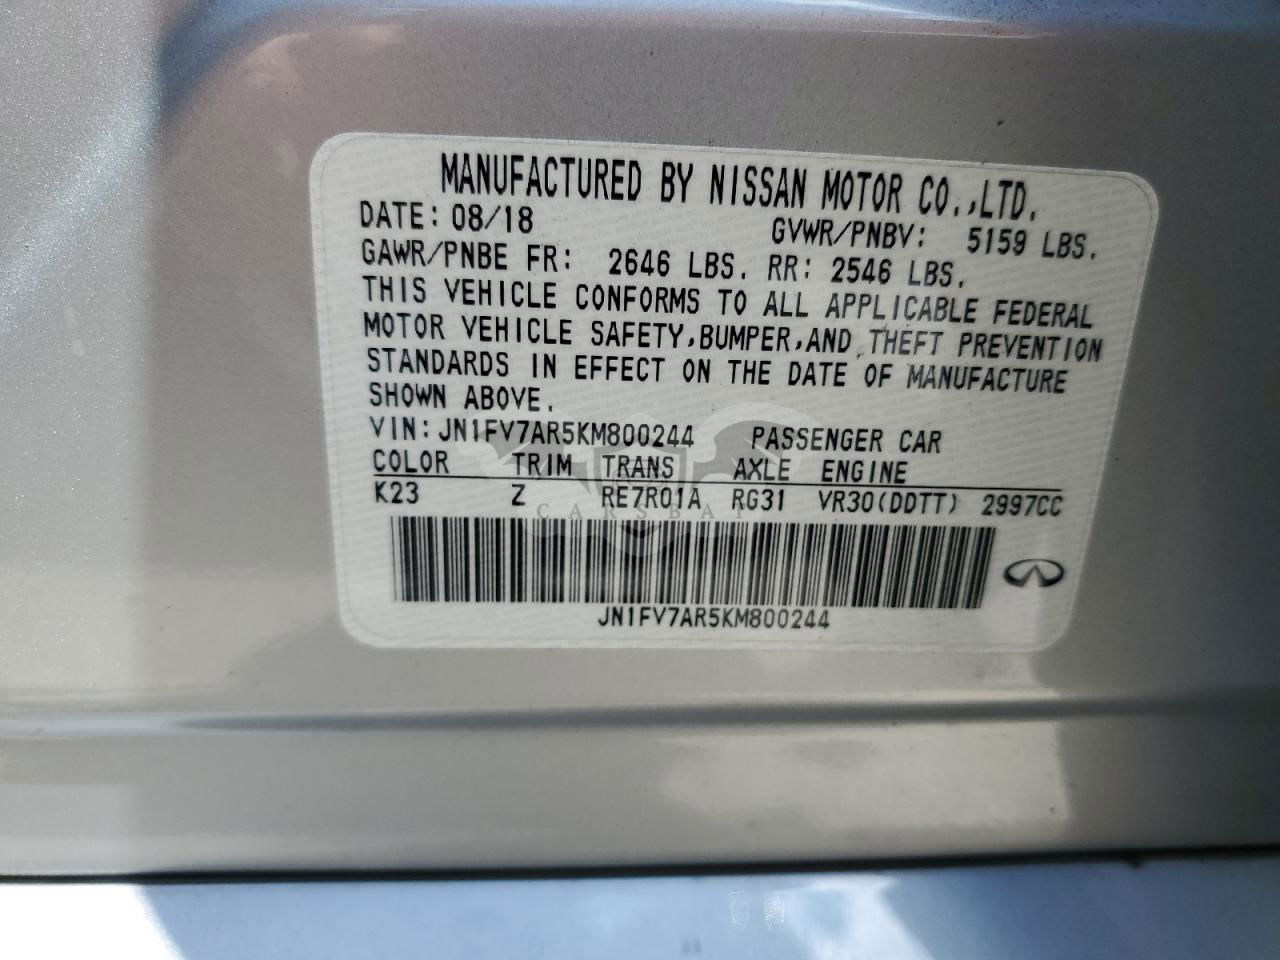 MANUFACTURED BY NISSAN MOTOR CO.,LTD.
DATE: 08/18 GVWR/PNBV: 5159 LBS.
GAWR/PNBE FR: 2646 LBS. RR: 2546 LBS.
THIS VEHICLE CONFORMS TO ALL APPLICABLE FEDERAL
MOTOR VEHICLE SAFETY,BUMPER,AND THEFT PREVENTION
STANDARDS IN EFFECT ON THE DATE OF MANUFACTURE
SHOWN ABOVE.
VIN: JN1FV7AR5KM800244 PASSENGER CAR
COLOR TRIM TRANS AXLE ENGINE
K23 Z RE7R01A RG31 VR30(DDTT) 2997CC
CARSBAT
JN1FV7AR5KM800244